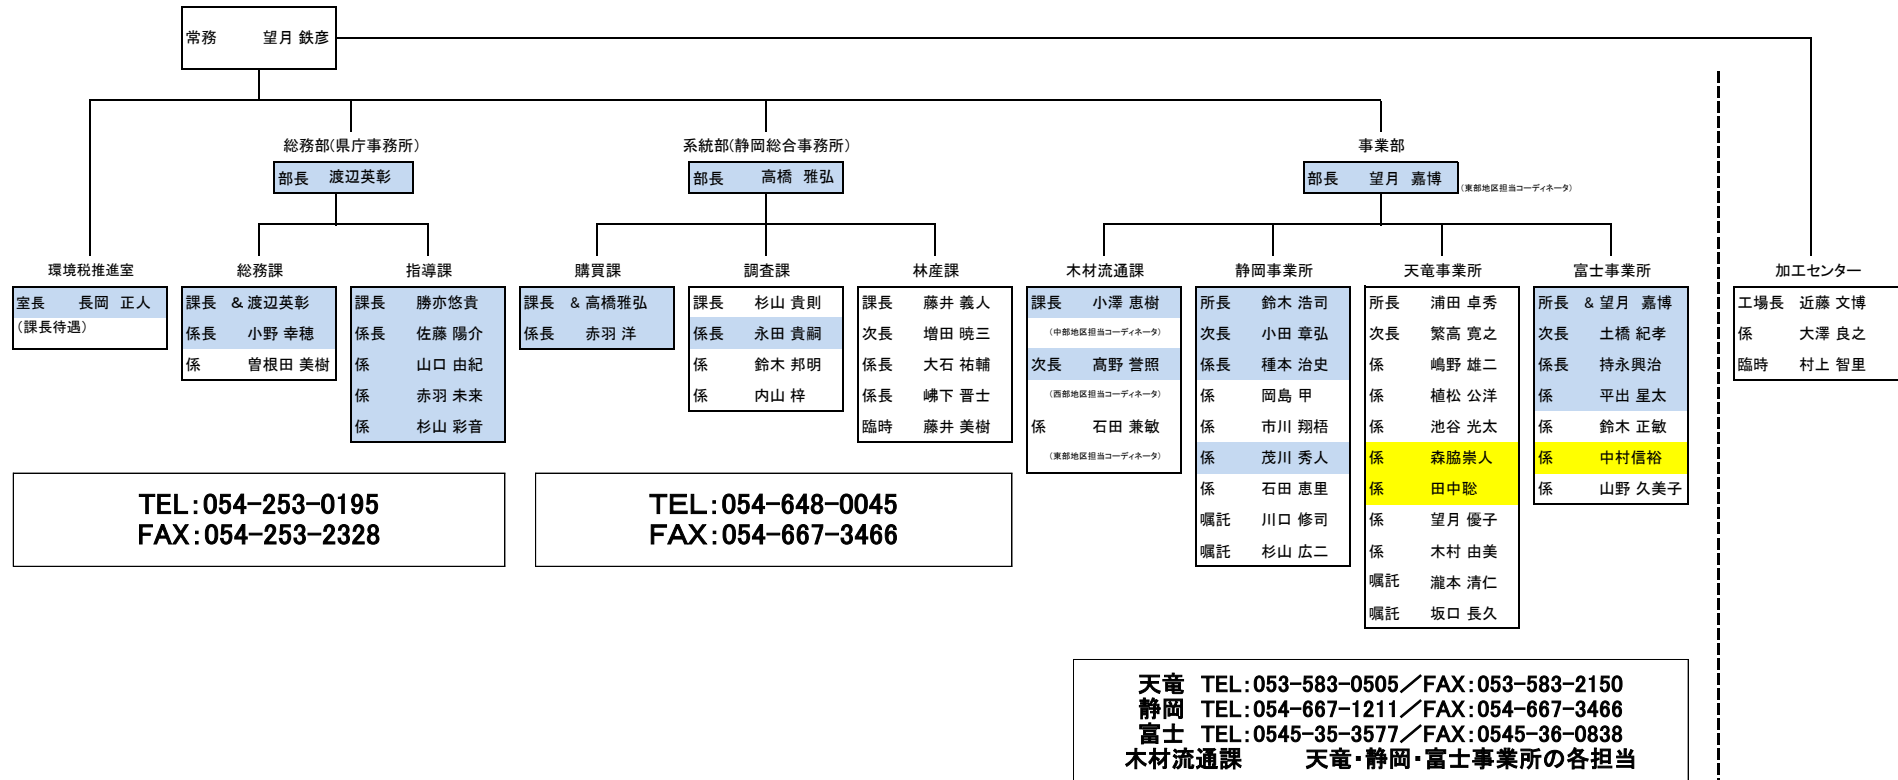 常務 望月 鉄彦
総務部(県庁事務所)
部長 渡辺英彰
系統部(静岡総合事務所)
部長 高橋 雅弘
事業部
部長 望月 嘉博
(東部地区担当コーディネータ)
環境税推進室
室長 長岡 正人
(課長待遇)
総務課
課長 & 渡辺英彰
係長 小野 幸穂
係 曽根田 美樹
指導課
課長 勝亦悠貴
係長 佐藤 陽介
係 山口 由紀
係 赤羽 未来
係 杉山 彩音
TEL:054-253-0195
FAX:054-253-2328
購買課
課長 & 高橋雅弘
係長 赤羽 洋
調査課
課長 杉山 貴則
係長 永田 貴嗣
係 鈴木 邦明
係 内山 梓
林産課
課長 藤井 義人
次長 増田 暁三
係長 大石 祐輔
係長 嶋下 晋士
臨時 藤井 美樹
TEL:054-648-0045
FAX:054-667-3466
木材流通課
課長 小澤 恵樹
(中部地区担当コーディネータ)
次長 髙野 誉照
(西部地区担当コーディネータ)
係 石田 兼敏
(東部地区担当コーディネータ)
静岡事業所
所長 鈴木 浩司
次長 小田 章弘
係長 種本 治史
係 岡島 甲
係 市川 翔梧
係 茂川 秀人
係 石田 恵里
嘱託 川口 修司
嘱託 杉山 広二
天竜事業所
所長 浦田 卓秀
次長 繁高 寛之
係 嶋野 雄二
係 植松 公洋
係 池谷 光太
係 森脇崇人
係 田中聡
係 望月 優子
係 木村 由美
嘱託 瀧本 清仁
嘱託 坂口 長久
富士事業所
所長 & 望月 嘉博
次長 土橋 紀孝
係長 持永興治
係 平出 星太
係 鈴木 正敏
係 中村信裕
係 山野 久美子
加工センター
工場長 近藤 文博
係 大澤 良之
臨時 村上 智里
天竜 TEL:053-583-0505／FAX:053-583-2150
静岡 TEL:054-667-1211／FAX:054-667-3466
富士 TEL:0545-35-3577／FAX:0545-36-0838
木材流通課 天竜・静岡・富士事業所の各担当